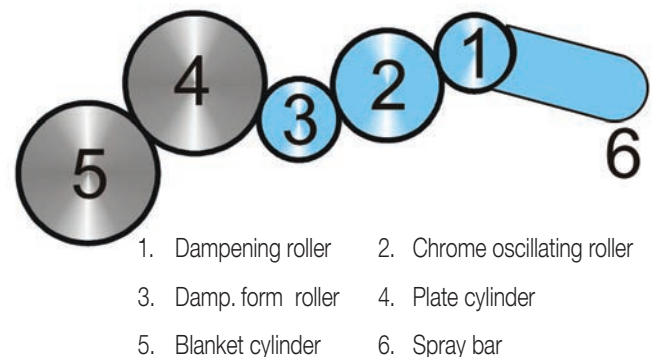 4 2 1
3
5 6
1. Dampening roller 2. Chrome oscillating roller
3. Damp. form roller 4. Plate cylinder
5. Blanket cylinder 6. Spray bar